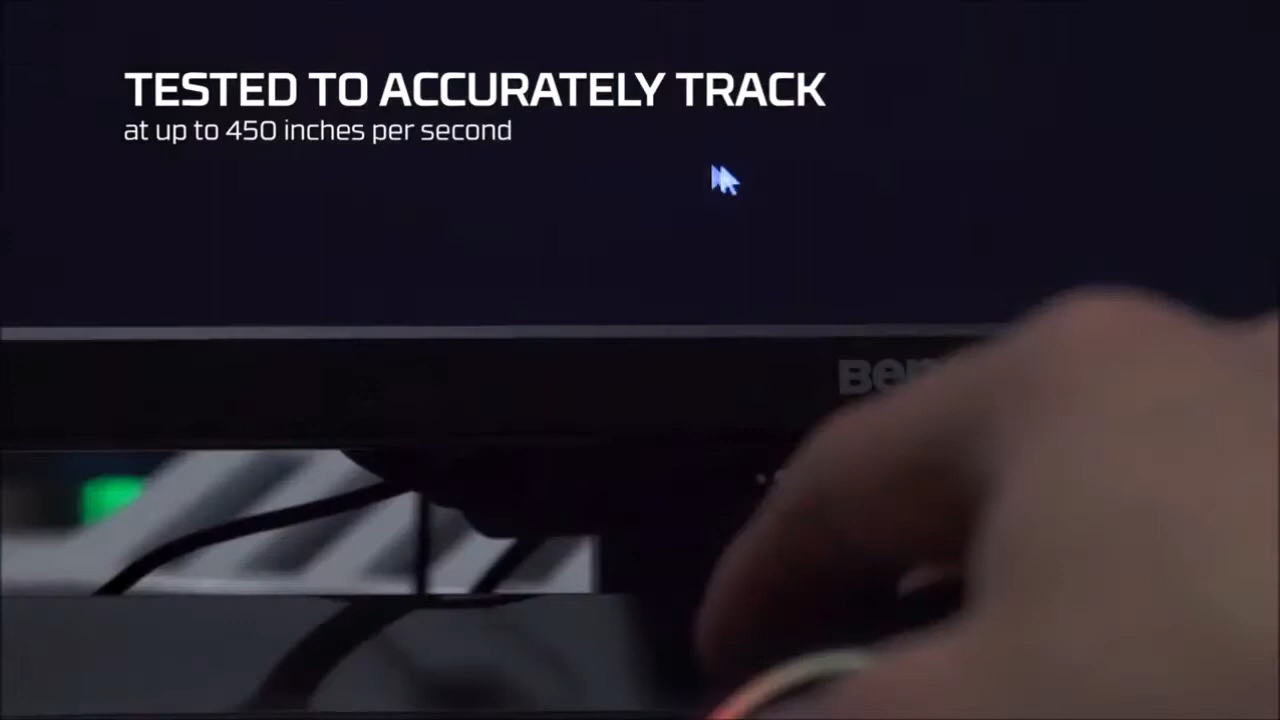 TESTED TO ACCURATELY TRACK
at up to 450 inches per second